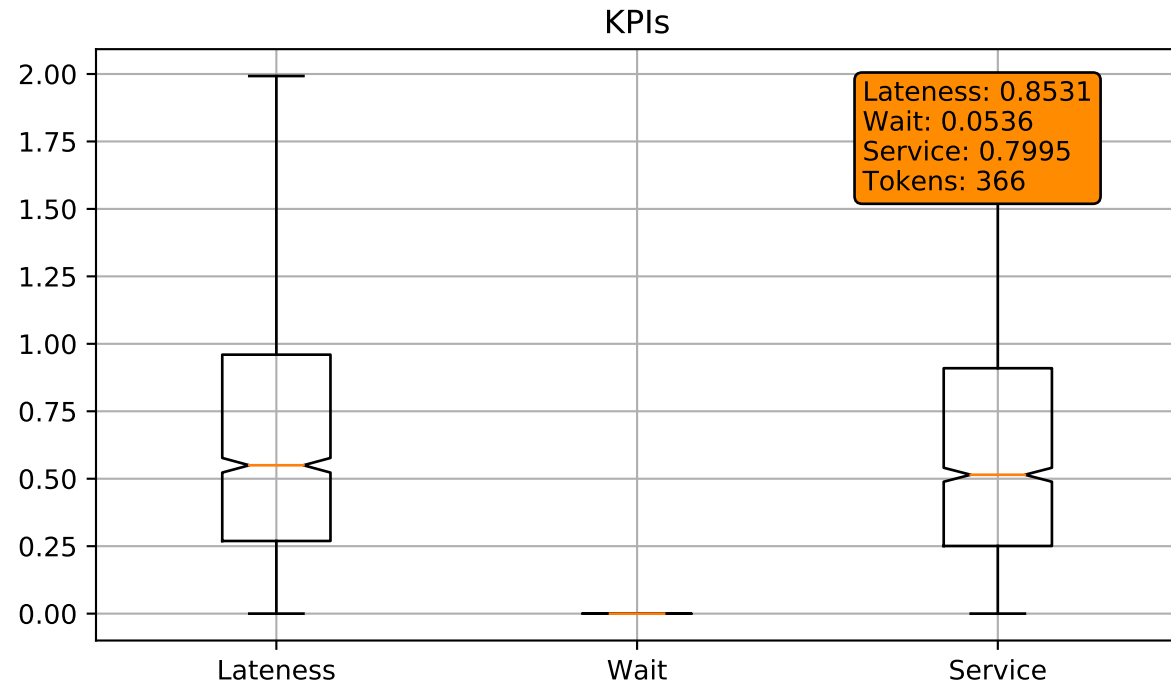 KPIs
2.00
1.75
1.50
1.25
1.00
0.75
0.50
0.25
0.00
Lateness: 0.8531
Wait: 0.0536
Service: 0.7995
Tokens: 366
Lateness
Wait
Service